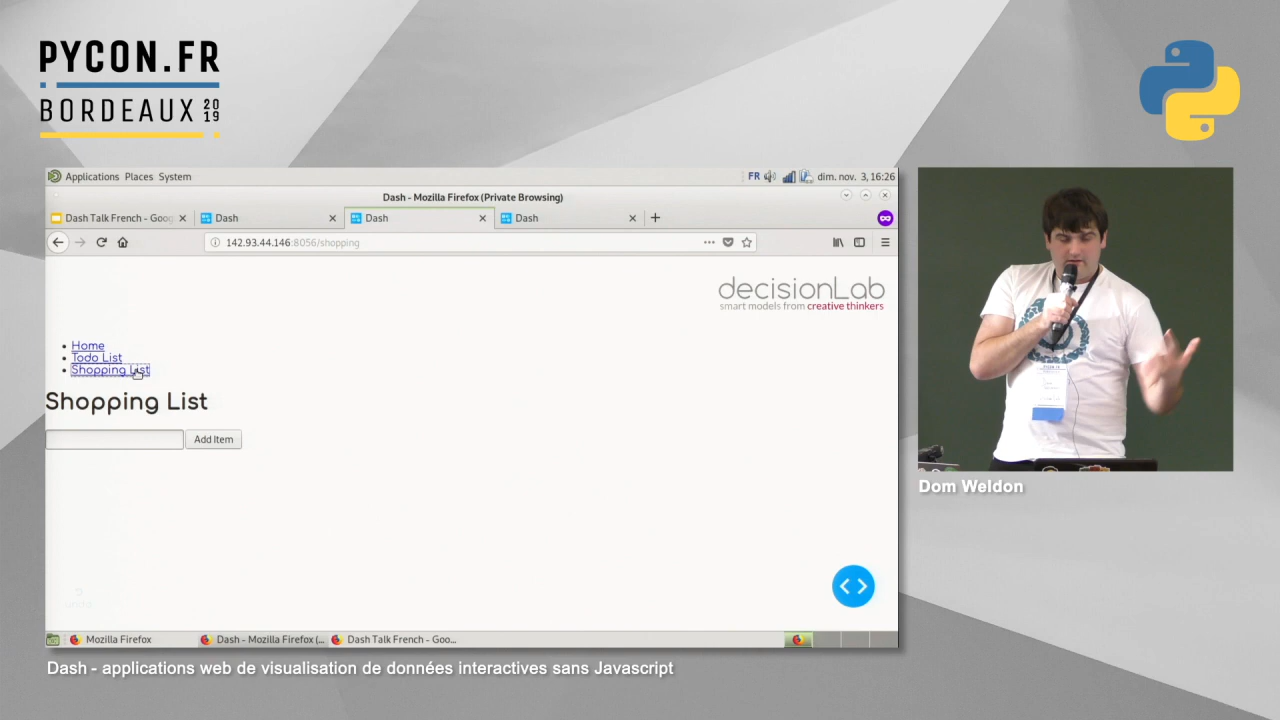 PYCON.FR
BORDEAUX 2019
Applications Places System
FR
dim. nov. 3, 16:26
Dash - Mozilla Firefox (Private Browsing)
Dash Talk French - Goo
Dash
Dash
Dash
142.93.44.146:8056/shopping
decisionLab
smart models from creative thinkers
Home
Todo List
Shopping List
Shopping List
Add Item
undo
Mozilla Firefox
Dash - Mozilla Firefox (...
Dash Talk French - Goo...
Dom Weldon
Dash - applications web de visualisation de données interactives sans Javascript